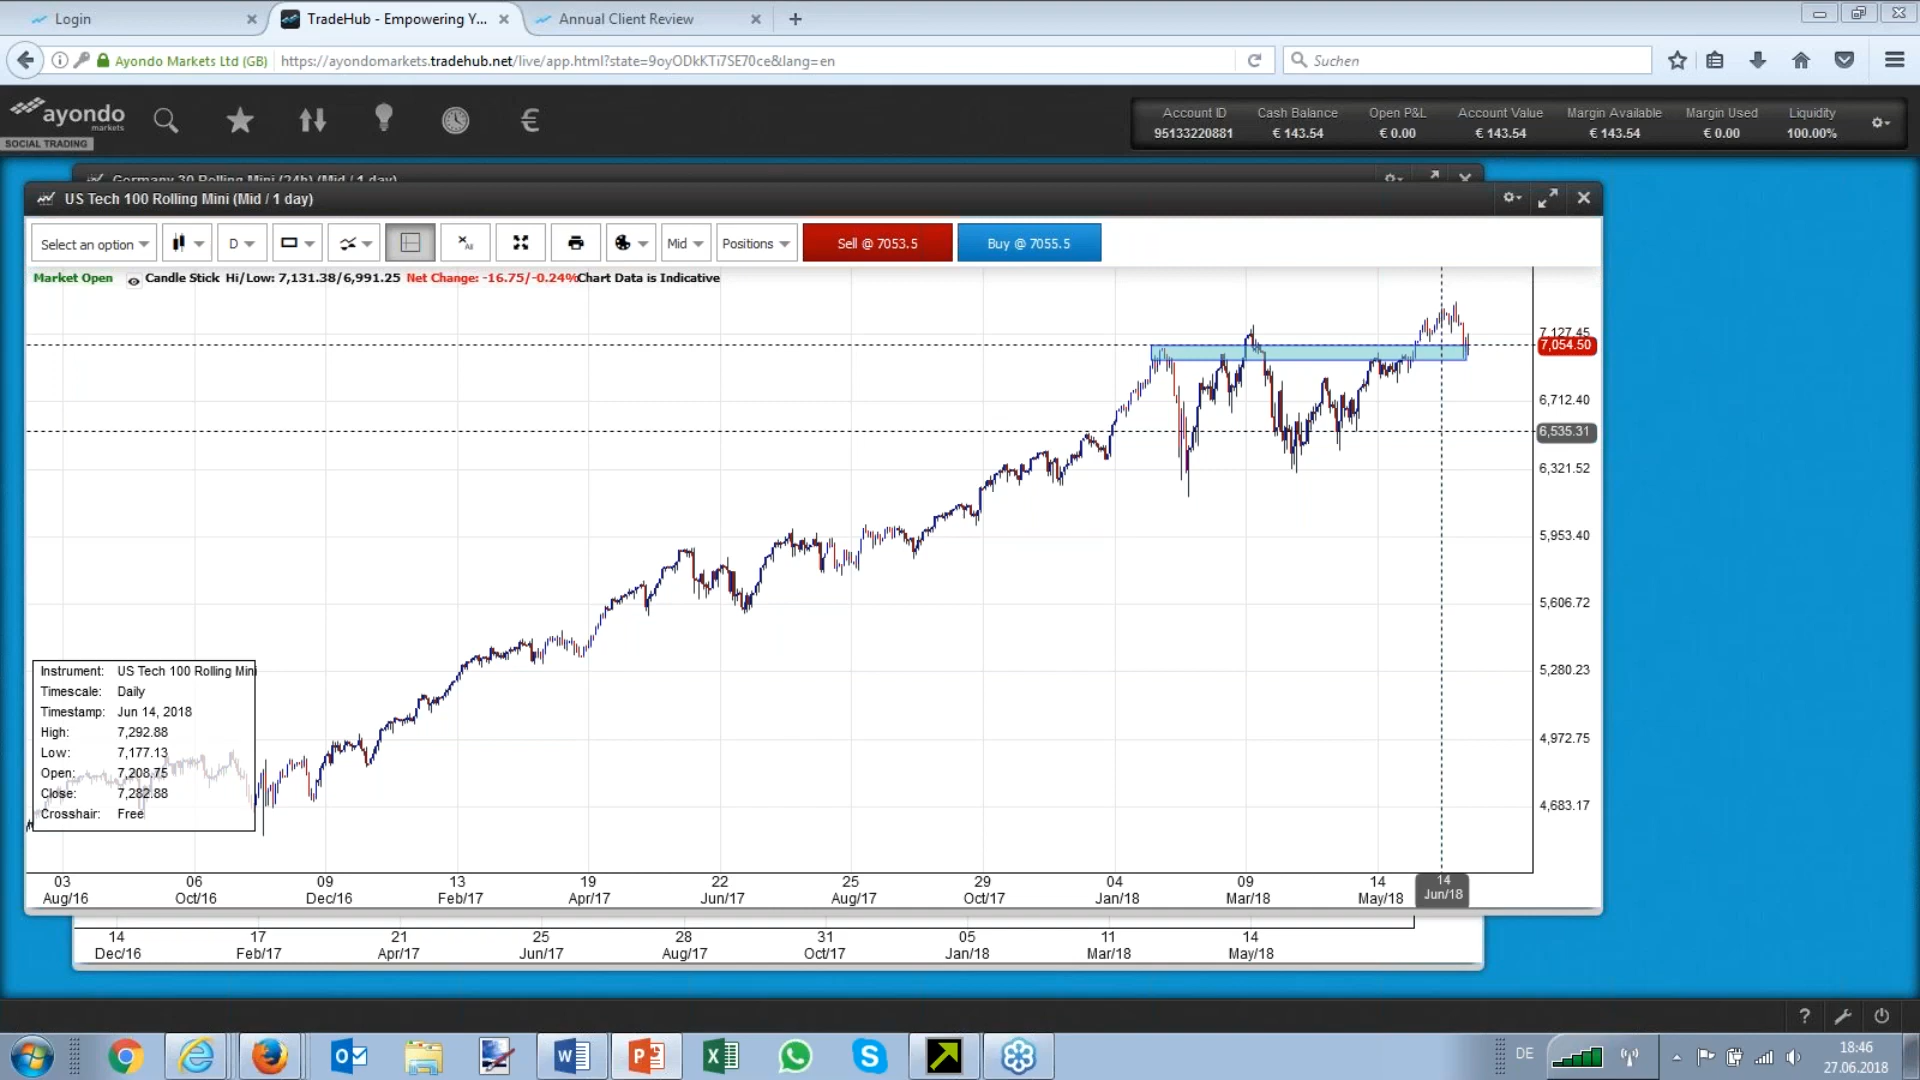 Login
TradeHub - Empowering Y...
Annual Client Review
Ayondo Markets Ltd (GB)
https://ayondomarkets.tradehub.net/live/app.html?state=9oyODkKTi7SE70ce&lang=en
Suchen
ayondo
markets
SOCIAL TRADING
Account ID Cash Balance Open P&L Account Value Margin Available Margin Used Liquidity
95133220881 € 143.54 € 0.00 € 143.54 € 143.54 € 0.00 100.00%
Germany 30 Rolling Mini (24h) (Mid / 1 day)
US Tech 100 Rolling Mini (Mid / 1 day)
Select an option D All Mid Positions Sell @ 7053.5 Buy @ 7055.5
Market Open Candle Stick Hi/Low: 7,131.38/6,991.25 Net Change: -16.75/-0.24% Chart Data is Indicative
7,127.45
7,054.50
6,712.40
6,535.31
6,321.52
5,953.40
5,606.72
5,280.23
4,972.75
4,683.17
Instrument: US Tech 100 Rolling Mini
Timescale: Daily
Timestamp: Jun 14, 2018
High: 7,292.88
Low: 7,177.13
Open: 7,208.75
Close: 7,282.88
Crosshair: Free
03 06 09 13 19 22 25 29 04 09 14 14
Aug/16 Oct/16 Dec/16 Feb/17 Apr/17 Jun/17 Aug/17 Oct/17 Jan/18 Mar/18 May/18 Jun/18
14 17 21 25 28 31 05 11 14
Dec/16 Feb/17 Apr/17 Jun/17 Aug/17 Oct/17 Jan/18 Mar/18 May/18
DE
18:46
27.06.2018